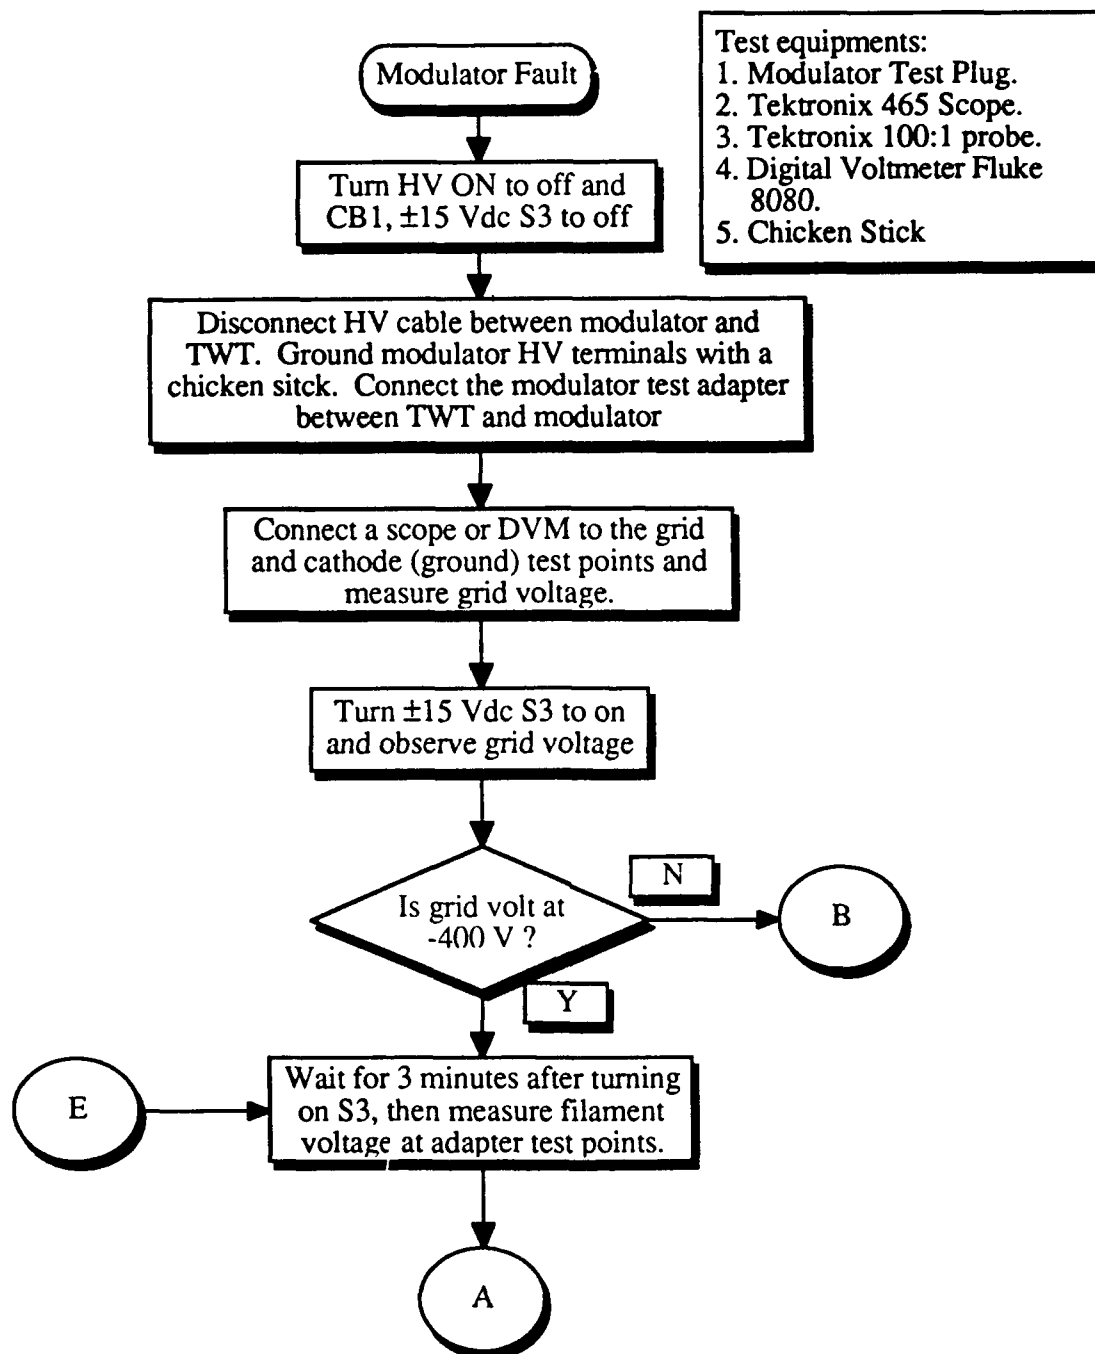 Modulator Fault
Test equipments:
1. Modulator Test Plug.
2. Tektronix 465 Scope.
3. Tektronix 100:1 probe.
4. Digital Voltmeter Fluke
8080.
5. Chicken Stick
Turn HV ON to off and
CB1, ±15 Vdc S3 to off
Disconnect HV cable between modulator and
TWT. Ground modulator HV terminals with a
chicken sitck. Connect the modulator test adapter
between TWT and modulator
Connect a scope or DVM to the grid
and cathode (ground) test points and
measure grid voltage.
Turn ±15 Vdc S3 to on
and observe grid voltage
Is grid volt at
-400 V ?
N
B
Y
E
Wait for 3 minutes after turning
on S3, then measure filament
voltage at adapter test points.
A